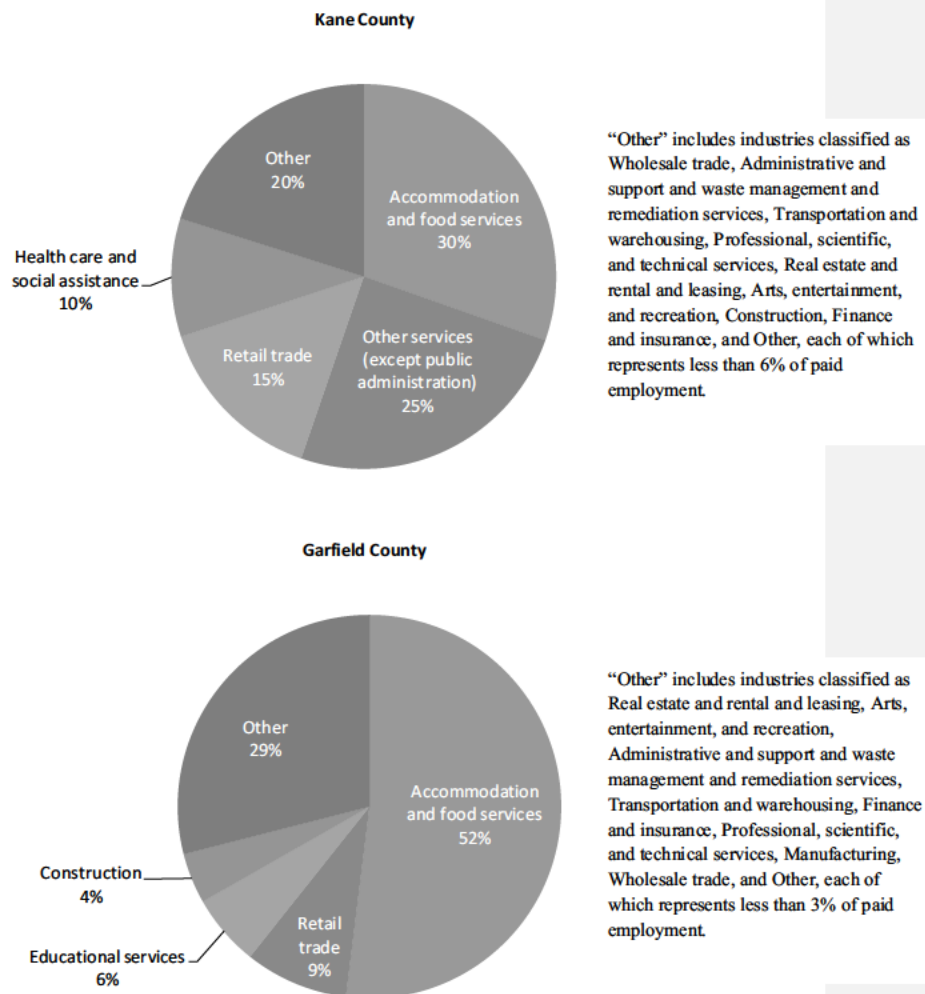 Kane County
Other
20%
Accommodation
and food services
30%
Health care and
social assistance
10%
Retail trade
15%
Other services
(except public
administration)
25%
“Other” includes industries classified as
Wholesale trade, Administrative and
support and waste management and
remediation services, Transportation and
warehousing, Professional, scientific,
and technical services, Real estate and
rental and leasing, Arts, entertainment,
and recreation, Construction, Finance
and insurance, and Other, each of which
represents less than 6% of paid
employment.
Garfield County
Other
29%
Accommodation
and food services
52%
Construction
4%
Educational services
6%
Retail
trade
9%
“Other” includes industries classified as
Real estate and rental and leasing, Arts,
entertainment, and recreation,
Administrative and support and waste
management and remediation services,
Transportation and warehousing, Finance
and insurance, Professional, scientific,
and technical services, Manufacturing,
Wholesale trade, and Other, each of
which represents less than 3% of paid
employment.